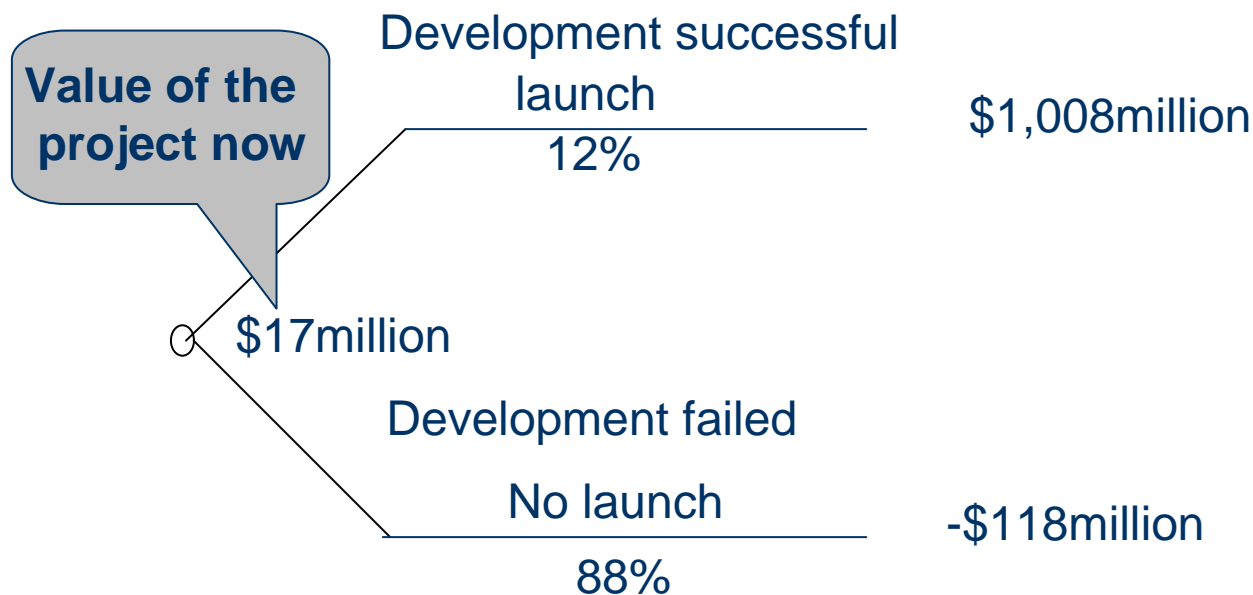 Development successful
launch
12%
$1,008million
Value of the
project now
$17million
Development failed
No launch
88%
-$118million